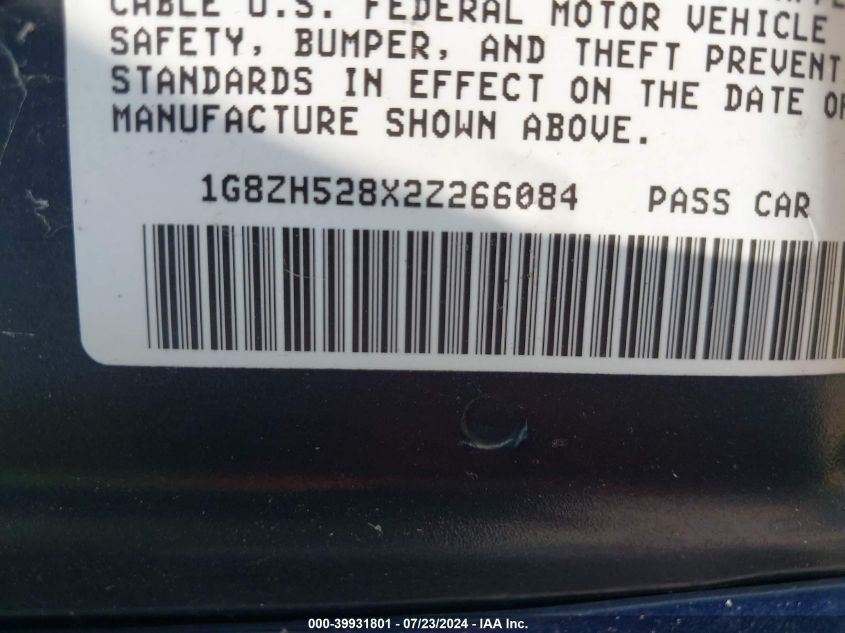 CABLE U.S. FEDERAL MOTOR VEHICLE
SAFETY, BUMPER, AND THEFT PREVENT
STANDARDS IN EFFECT ON THE DATE OF
MANUFACTURE SHOWN ABOVE.
1G8ZH528X2Z266084 PASS CAR
000-39931801 / 07/23/2024 - IAA Inc.